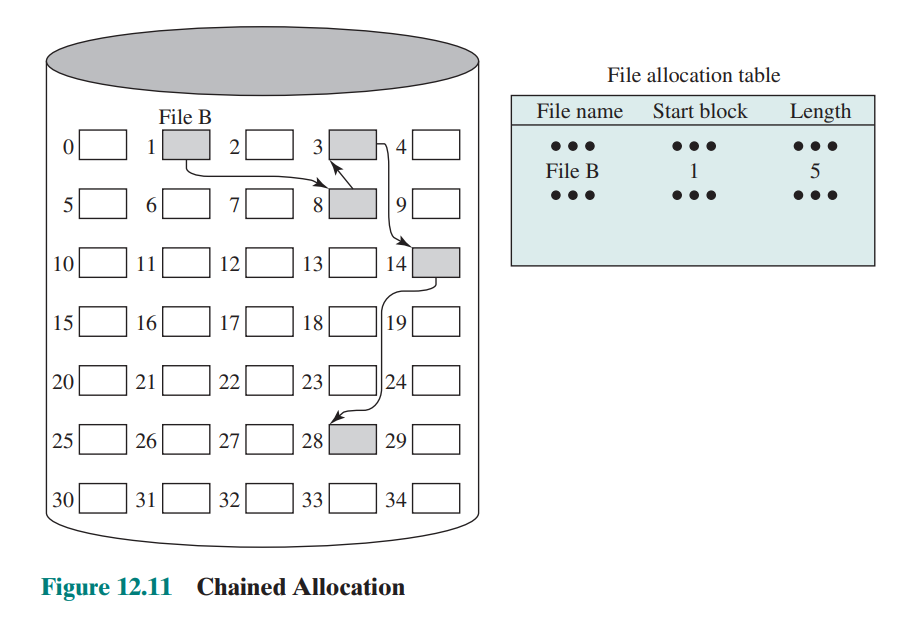 File B
0 1 2 3 4
5 6 7 8 9
10 11 12 13 14
15 16 17 18 19
20 21 22 23 24
25 26 27 28 29
30 31 32 33 34
File allocation table
File name Start block Length
••• ••• •••
File B 1 5
••• ••• •••
Figure 12.11 Chained Allocation